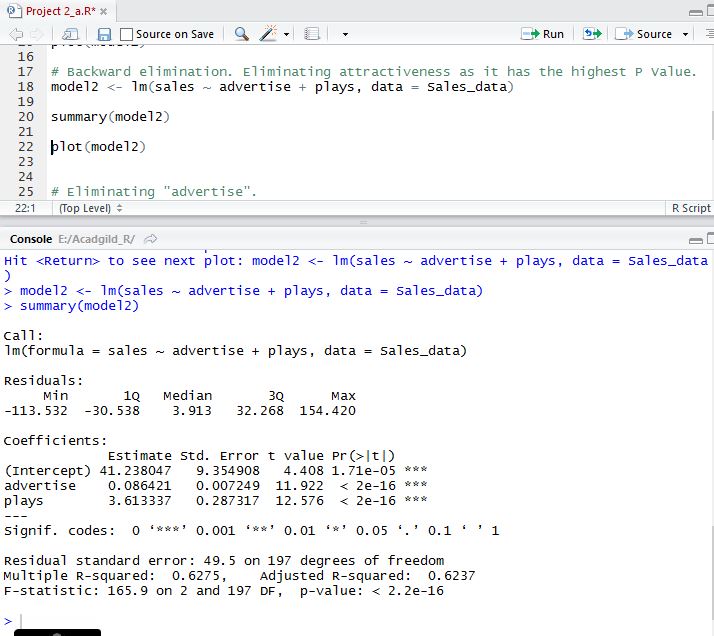 Project 2_a.R* ×
Source on Save Run Source
16
17 # Backward elimination. Eliminating attractiveness as it has the highest P Value.
18 model2 <- lm(sales ~ advertise + plays, data = Sales_data)
19
20 summary(model2)
21
22 plot(model2)
23
24
25 # Eliminating "advertise".
22:1 (Top Level) R Script
Console E:/Acadgild_R/
Hit <Return> to see next plot: model2 <- lm(sales ~ advertise + plays, data = Sales_data
)
> model2 <- lm(sales ~ advertise + plays, data = Sales_data)
> summary(model2)
Call:
lm(formula = sales ~ advertise + plays, data = Sales_data)
Residuals:
Min 1Q Median 3Q Max
-113.532 -30.538 3.913 32.268 154.420
Coefficients:
Estimate Std. Error t value Pr(>|t|)
(Intercept) 41.238047 9.354908 4.408 1.71e-05 ***
advertise 0.086421 0.007249 11.922 < 2e-16 ***
plays 3.613337 0.287317 12.576 < 2e-16 ***
---
Signif. codes: 0 ‘***’ 0.001 ‘**’ 0.01 ‘*’ 0.05 ‘.’ 0.1 ‘ ’ 1
Residual standard error: 49.5 on 197 degrees of freedom
Multiple R-squared: 0.6275, Adjusted R-squared: 0.6237
F-statistic: 165.9 on 2 and 197 DF, p-value: < 2.2e-16
>